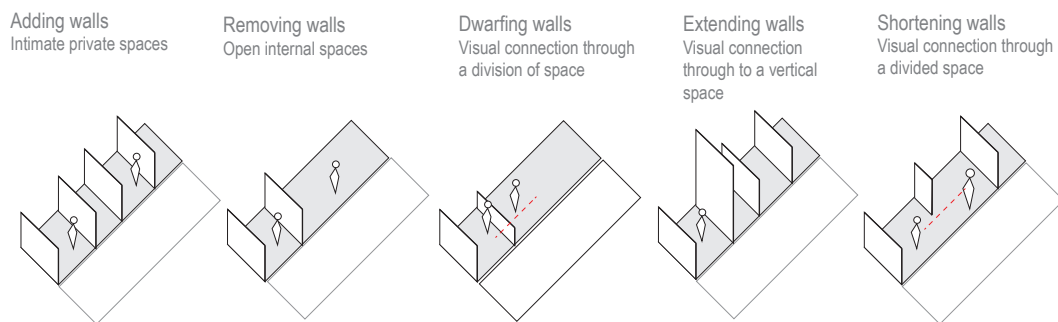 Adding walls
Intimate private spaces
Removing walls
Open internal spaces
Dwarfing walls
Visual connection through
a division of space
Extending walls
Visual connection
through to a vertical
space
Shortening walls
Visual connection through
a divided space